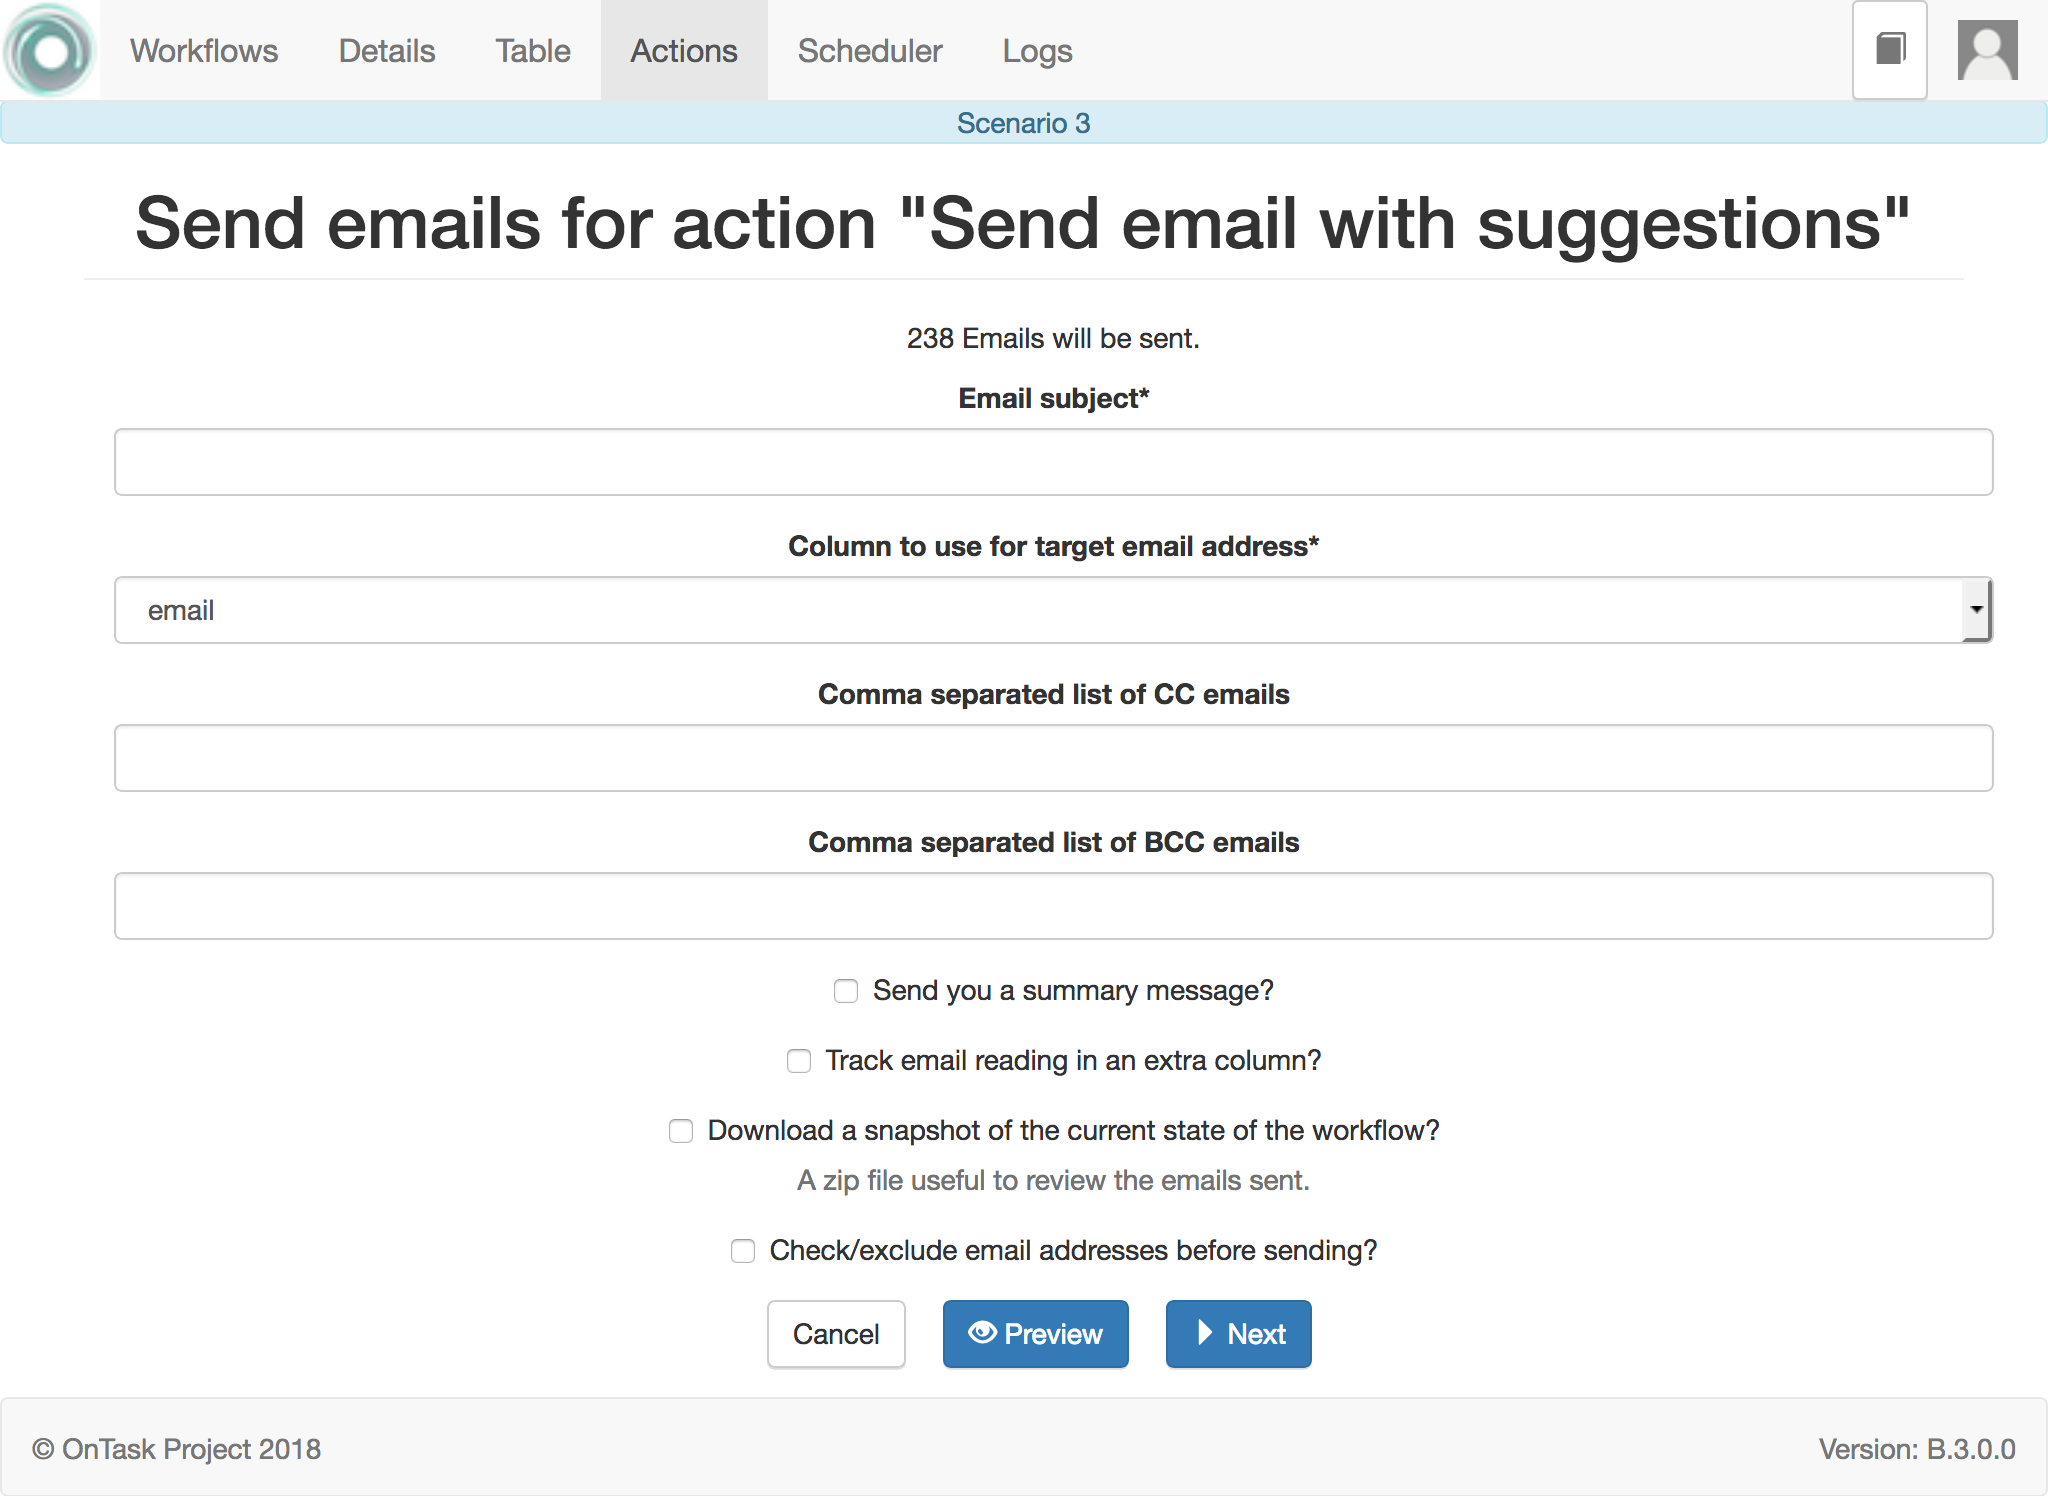 Workflows Details Table Actions Scheduler Logs
Scenario 3
Send emails for action "Send email with suggestions"
238 Emails will be sent.
Email subject*
Column to use for target email address*
email
Comma separated list of CC emails
Comma separated list of BCC emails
Send you a summary message?
Track email reading in an extra column?
Download a snapshot of the current state of the workflow?
A zip file useful to review the emails sent.
Check/exclude email addresses before sending?
Cancel Preview Next
© OnTask Project 2018 Version: B.3.0.0